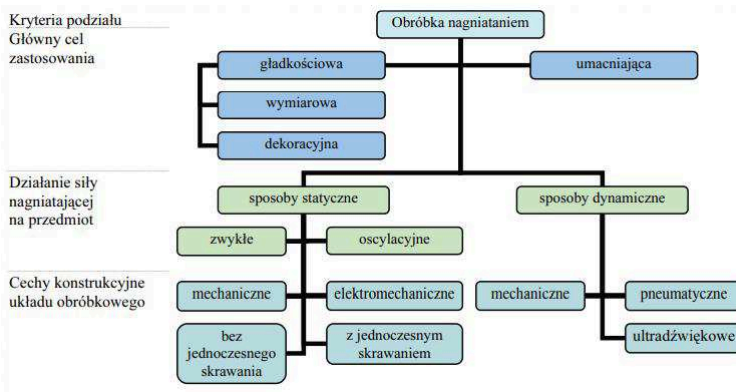 Kryteria podziału
Obróbka nagniataniem
Główny cel
zastosowania
gładkościowa
umacniająca
wymiarowa
dekoracyjna
Działanie siły
nagniatającej
na przedmiot
sposoby statyczne
sposoby dynamiczne
zwykłe
oscylacyjne
Cechy konstrukcyjne
układu obróbkowego
mechaniczne
elektromechaniczne
mechaniczne
pneumatyczne
bez
jednoczesnego
skrawania
z jednoczesnym
skrawaniem
ultradźwiękowe